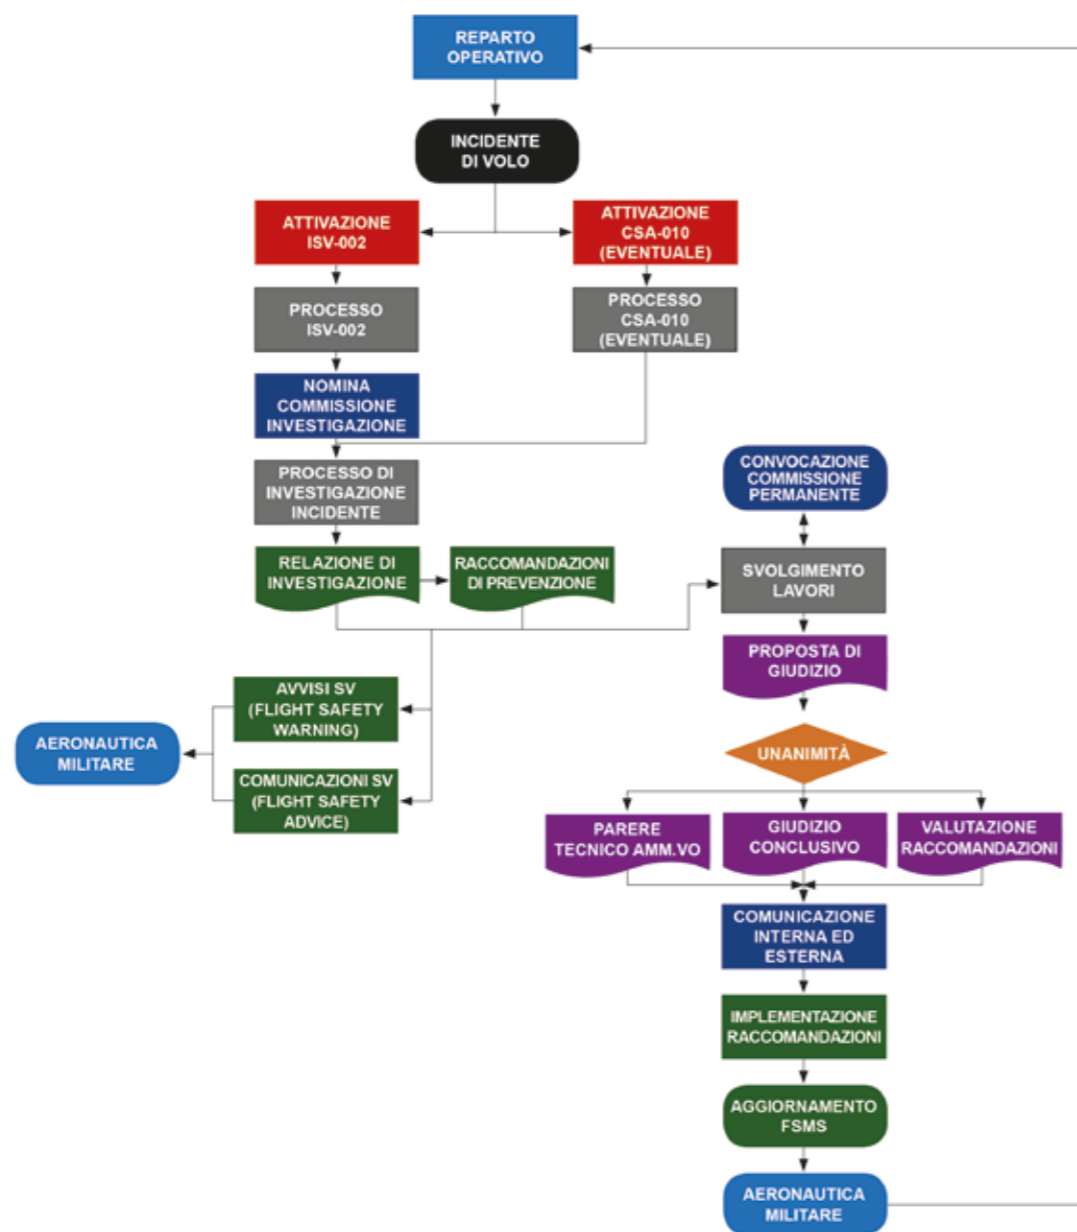 REPARTO
OPERATIVO
INCIDENTE
DI VOLO
ATTIVAZIONE
ISV-002
ATTIVAZIONE
CSA-010
(EVENTUALE)
PROCESSO
ISV-002
PROCESSO
CSA-010
(EVENTUALE)
NOMINA
COMMISSIONE
INVESTIGAZIONE
PROCESSO DI
INVESTIGAZIONE
INCIDENTE
CONVOCAZIONE
COMMISSIONE
PERMANENTE
RELAZIONE DI
INVESTIGAZIONE
RACCOMANDAZIONI
DI PREVENZIONE
SVOLGIMENTO
LAVORI
PROPOSTA DI
GIUDIZIO
AVVISI SV
(FLIGHT SAFETY
WARNING)
AERONAUTICA
MILITARE
COMUNICAZIONI SV
(FLIGHT SAFETY
ADVICE)
UNANIMITÀ
PARERE
TECNICO AMM.VO
GIUDIZIO
CONCLUSIVO
VALUTAZIONE
RACCOMANDAZIONI
COMUNICAZIONE
INTERNA ED
ESTERNA
IMPLEMENTAZIONE
RACCOMANDAZIONI
AGGIORNAMENTO
FSMS
AERONAUTICA
MILITARE